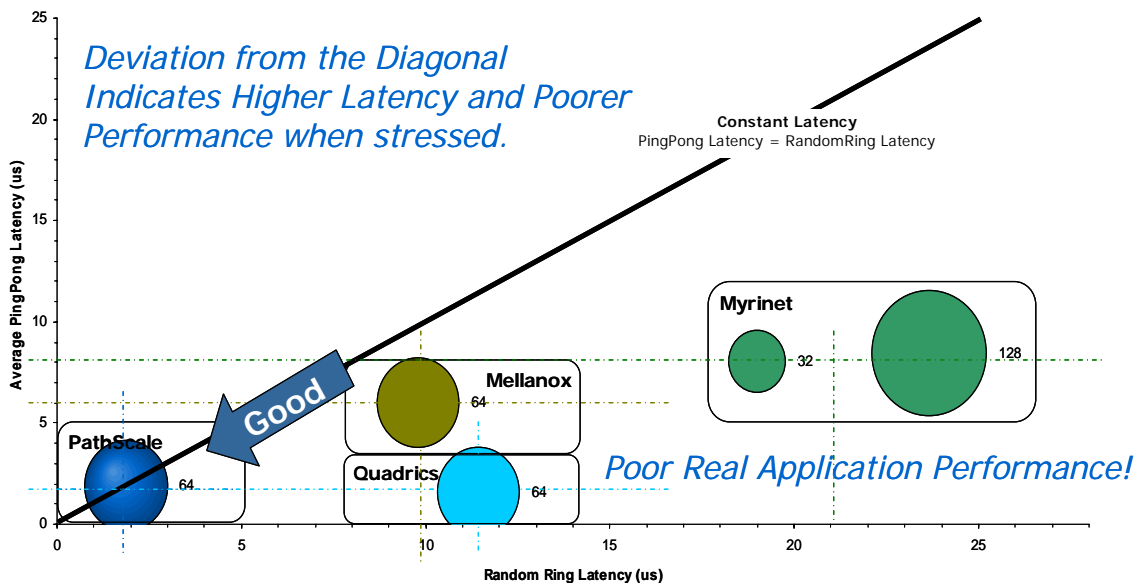 Deviation from the Diagonal
Indicates Higher Latency and Poorer
Performance when stressed.
Constant Latency
PingPong Latency = RandomRing Latency
Average PingPong Latency (us)
25
20
15
10
5
0
Myrinet
32
128
Good
Mellanox
64
PathScale
64
Quadrics
64
Poor Real Application Performance!
0
5
10
15
20
25
Random Ring Latency (us)